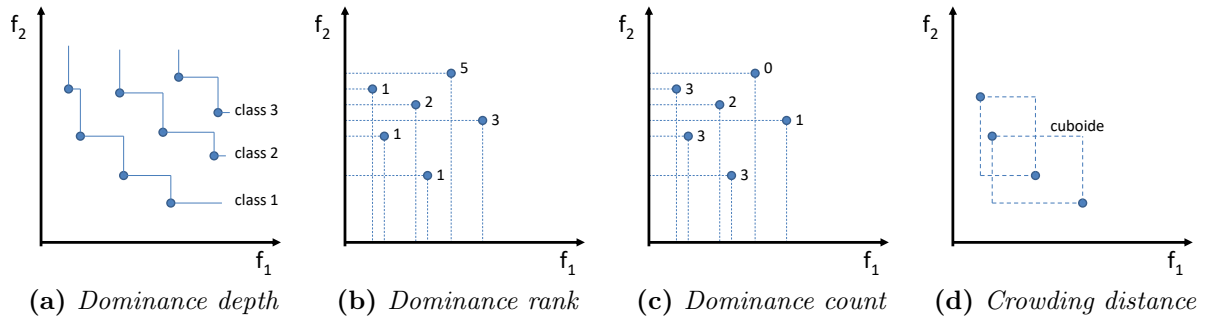 f2
class 3
class 2
class 1
f1
(a) Dominance depth
f2
5
1
2
3
1
1
f1
(b) Dominance rank
f2
0
3
2
1
3
3
f1
(c) Dominance count
f2
cuboide
f1
(d) Crowding distance